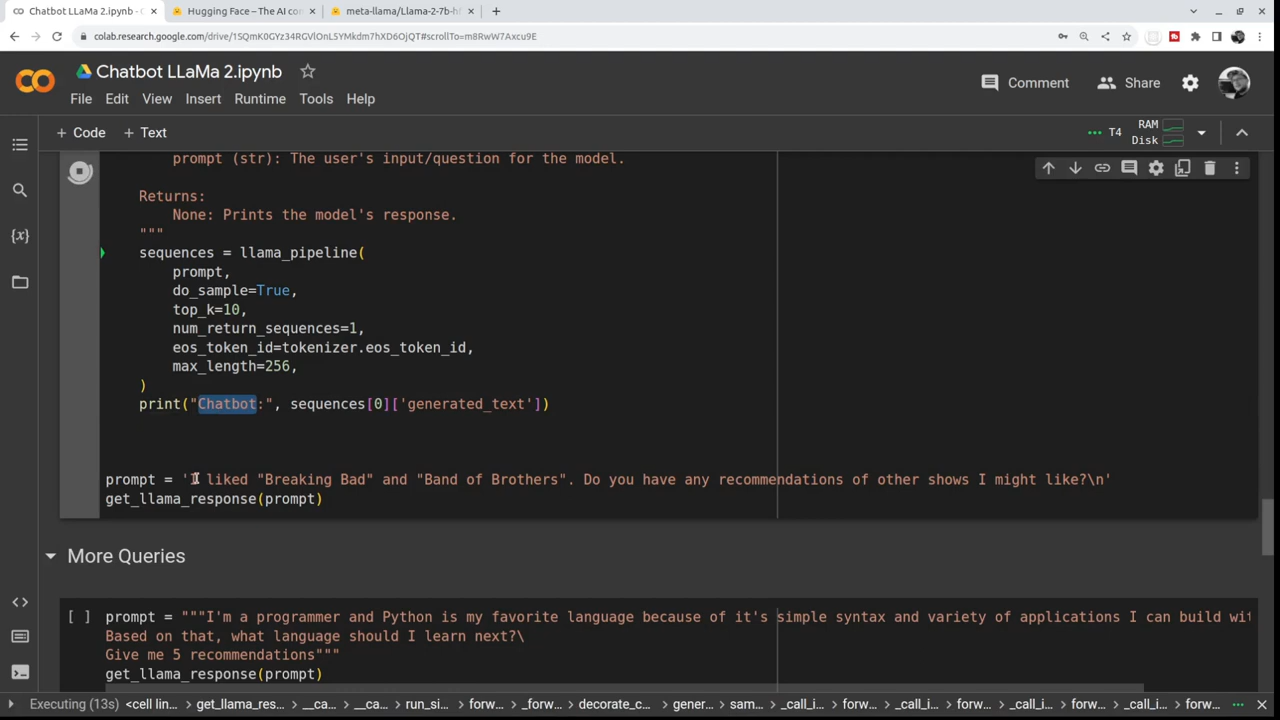 Chatbot LLaMa 2.ipynb - C
Hugging Face – The AI con
meta-llama/Llama-2-7b-h
colab.research.google.com/drive/1SQmK0GYz34RGVlOnL5YMkdm7hXD6OjQT#scrollTo=m8RwW7Axcu9E
Chatbot LLaMa 2.ipynb
Comment
Share
File Edit View Insert Runtime Tools Help
+ Code + Text
T4 RAM
Disk
prompt (str): The user's input/question for the model.
Returns:
None: Prints the model's response.
"""
sequences = llama_pipeline(
prompt,
do_sample=True,
top_k=10,
num_return_sequences=1,
eos_token_id=tokenizer.eos_token_id,
max_length=256,
)
print("Chatbot:", sequences[0]['generated_text'])
prompt = 'I liked "Breaking Bad" and "Band of Brothers". Do you have any recommendations of other shows I might like?\n'
get_llama_response(prompt)
More Queries
[ ] prompt = """I'm a programmer and Python is my favorite language because of it's simple syntax and variety of applications I can build wit
Based on that, what language should I learn next?\
Give me 5 recommendations"""
get_llama_response(prompt)
Executing (13s) <cell lin... get_llama_res... __ca... __ca... run_si... forw... _forw... decorate_c... gener... sam... _call_i... forw... _call_i... forw... _call_i... forw... _call_i... forw... _call_i... forw...